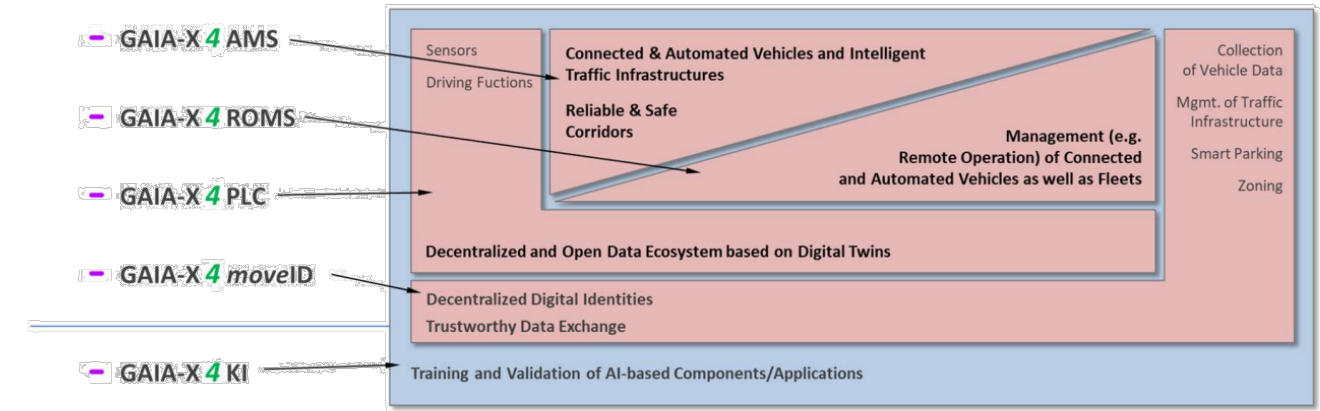 GAIA-X 4 AMS
GAIA-X 4 ROMS
GAIA-X 4 PLC
GAIA-X 4 moveID
GAIA-X 4 KI
Sensors
Driving Fuctions
Connected & Automated Vehicles and Intelligent
Traffic Infrastructures
Reliable & Safe
Corridors
Management (e.g.
Remote Operation) of Connected
and Automated Vehicles as well as Fleets
Collection
of Vehicle Data
Mgmt. of Traffic
Infrastructure
Smart Parking
Zoning
Decentralized and Open Data Ecosystem based on Digital Twins
Decentralized Digital Identities
Trustworthy Data Exchange
Training and Validation of AI-based Components/Applications